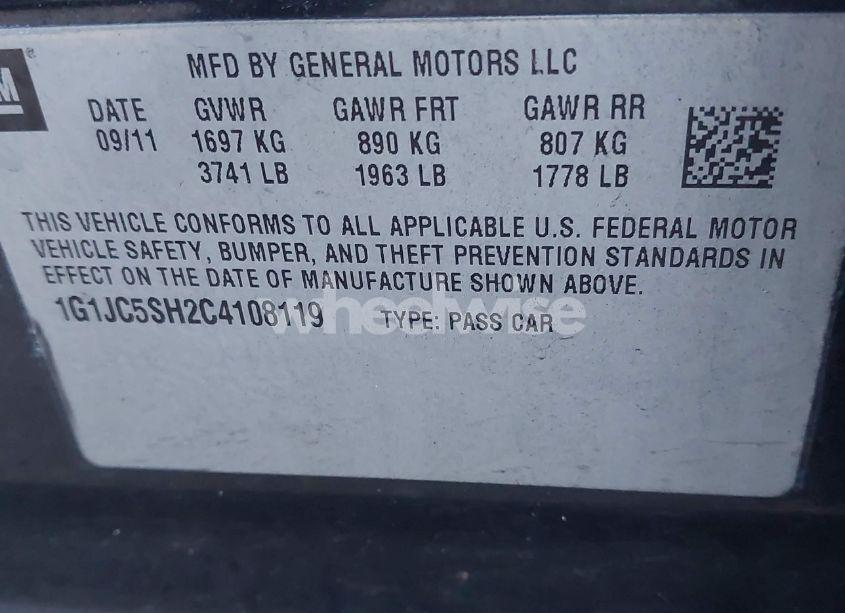 M®
MFD BY GENERAL MOTORS LLC
DATE GVWR GAWR FRT GAWR RR
09/11 1697 KG 890 KG 807 KG
3741 LB 1963 LB 1778 LB
THIS VEHICLE CONFORMS TO ALL APPLICABLE U.S. FEDERAL MOTOR
VEHICLE SAFETY, BUMPER, AND THEFT PREVENTION STANDARDS IN
EFFECT ON THE DATE OF MANUFACTURE SHOWN ABOVE.
1G1JC5SH2C4108119 TYPE: PASS CAR
wheelwise